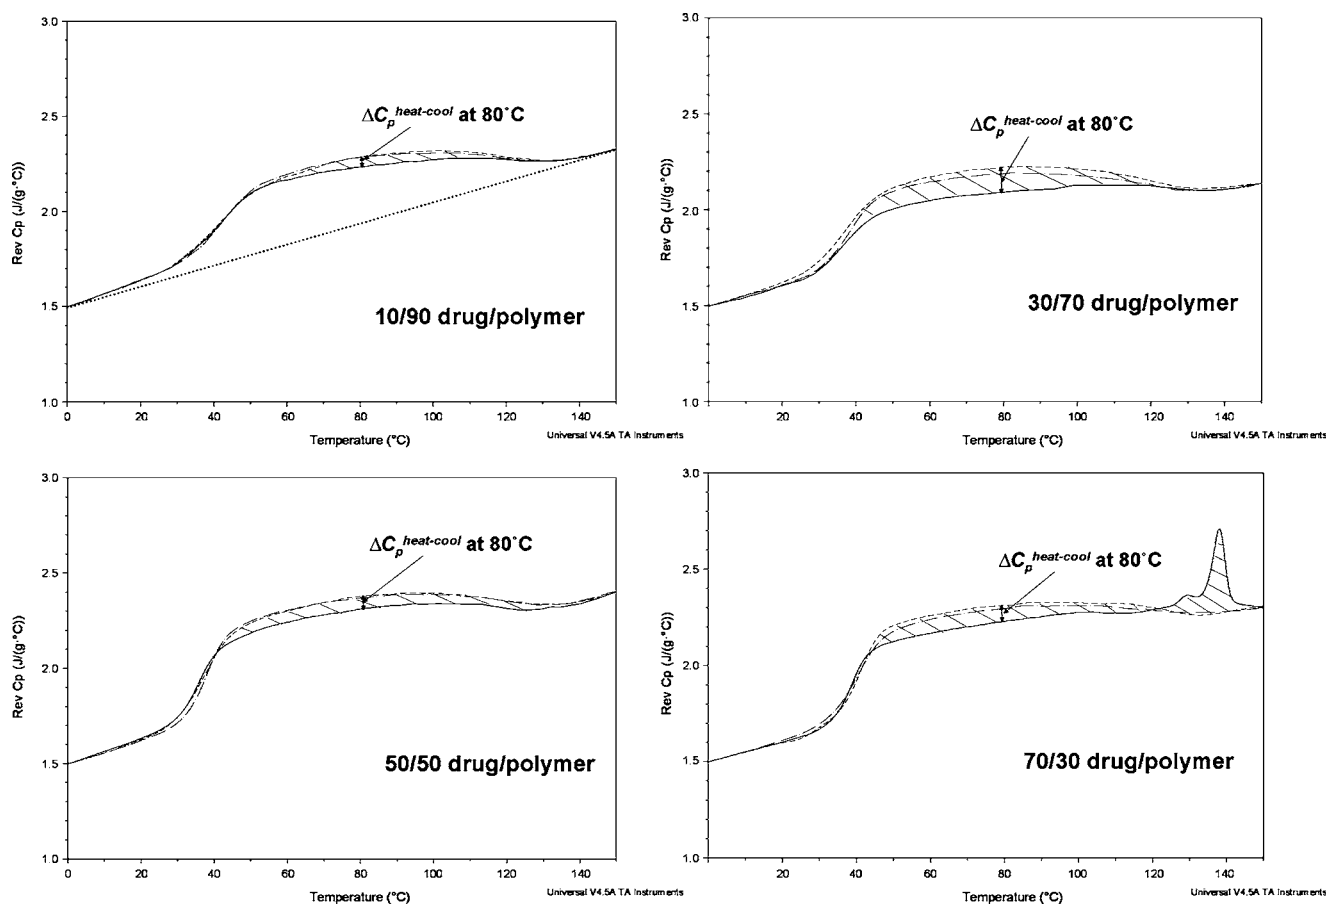 3.0
2.5
2.0
1.5
1.0
Rev Cp (J/(g·°C))
ΔCp^heat-cool at 80°C
10/90 drug/polymer
0 20 40 60 80 100 120 140
Temperature (°C)
Universal V4.5A TA Instruments
3.0
2.5
2.0
1.5
1.0
Rev Cp (J/(g·°C))
ΔCp^heat-cool at 80°C
30/70 drug/polymer
20 40 60 80 100 120 140
Temperature (°C)
Universal V4.5A TA Instruments
3.0
2.5
2.0
1.5
1.0
Rev Cp (J/(g·°C))
ΔCp^heat-cool at 80°C
50/50 drug/polymer
0 20 40 60 80 100 120 140
Temperature (°C)
Universal V4.5A TA Instruments
3.0
2.5
2.0
1.5
1.0
Rev Cp (J/(g·°C))
ΔCp^heat-cool at 80°C
70/30 drug/polymer
20 40 60 80 100 120 140
Temperature (°C)
Universal V4.5A TA Instruments